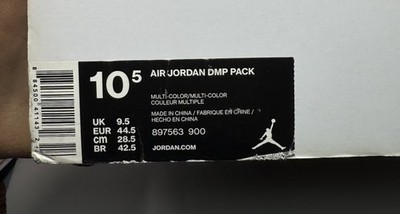 10⁵ AIR JORDAN DMP PACK
MULTI-COLOR/MULTI-COLOR
COULEUR MULTIPLE
MADE IN CHINA / FABRIQUE EN CHINE /
HECHO EN CHINA
UK 9.5
EUR 44.5
cm 28.5
BR 42.5
897563 900
JORDAN.COM